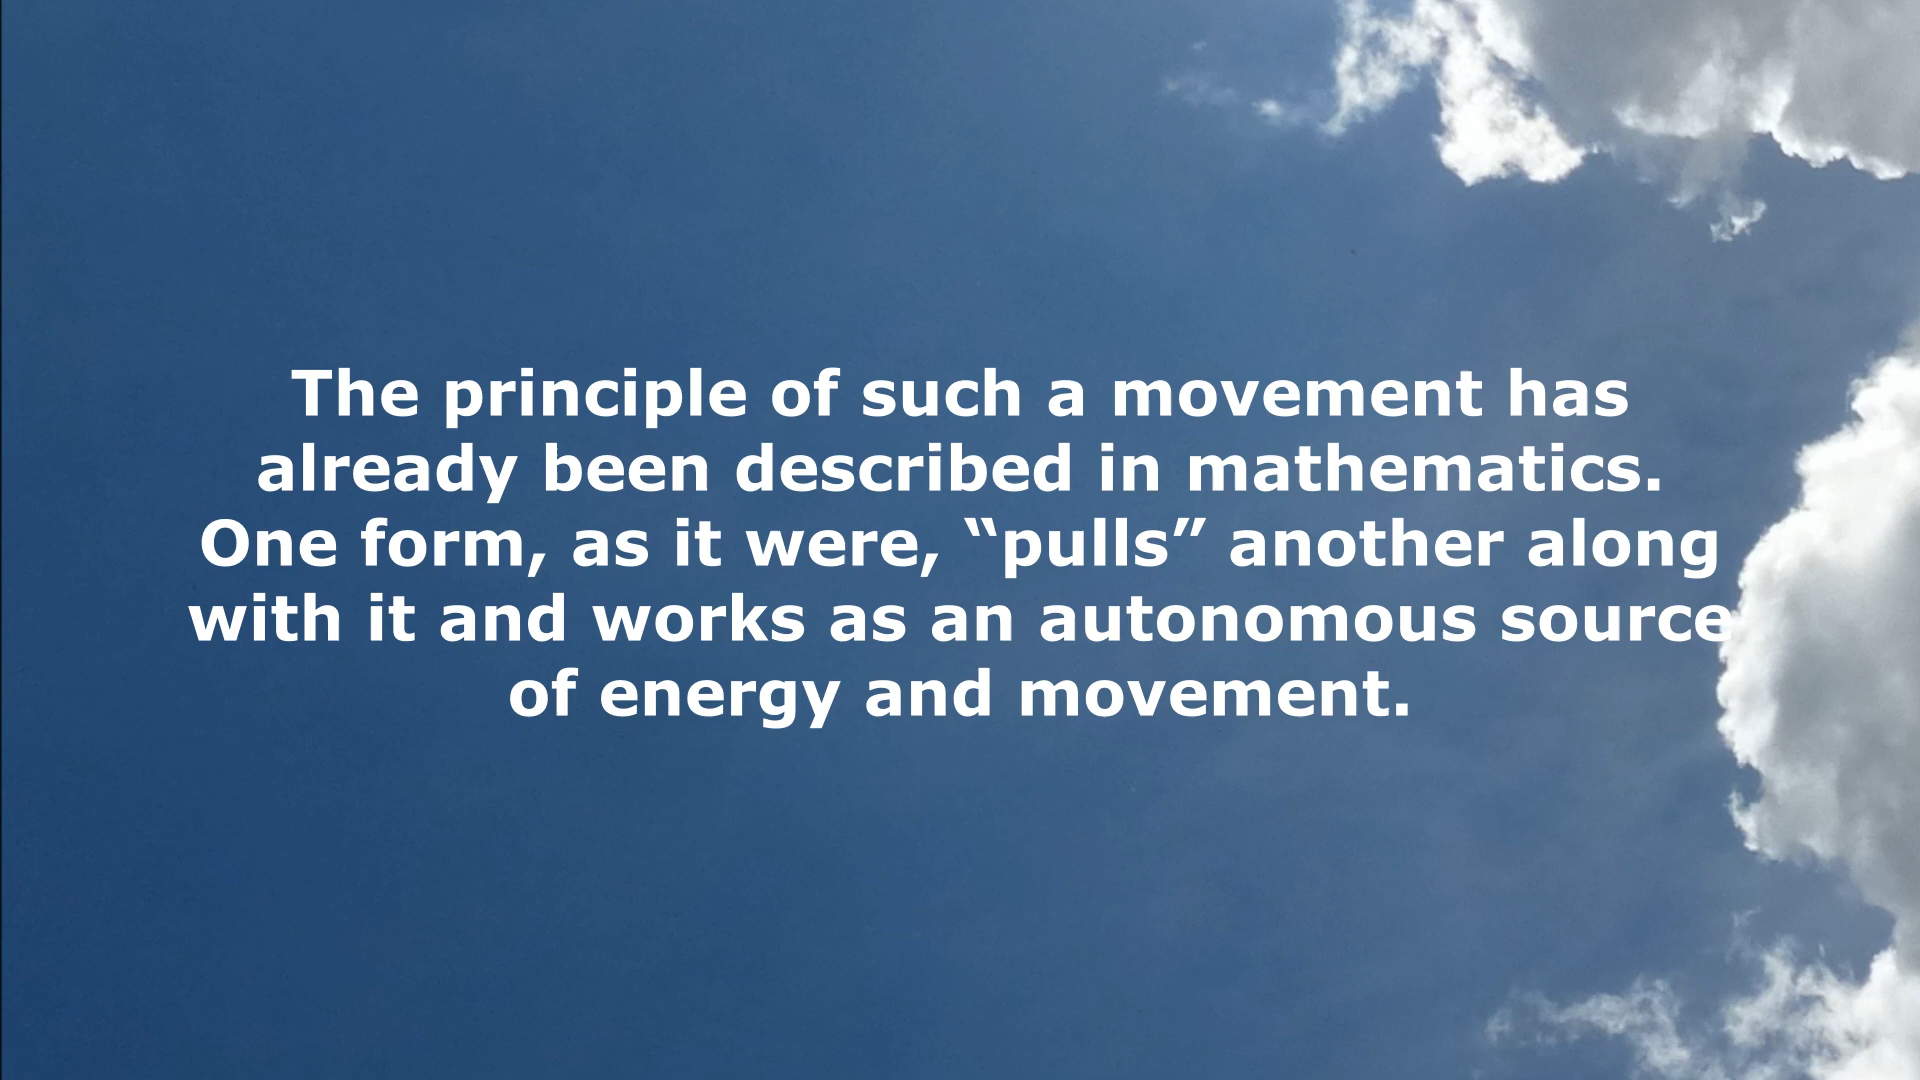 The principle of such a movement has
already been described in mathematics.
One form, as it were, “pulls” another along
with it and works as an autonomous source
of energy and movement.